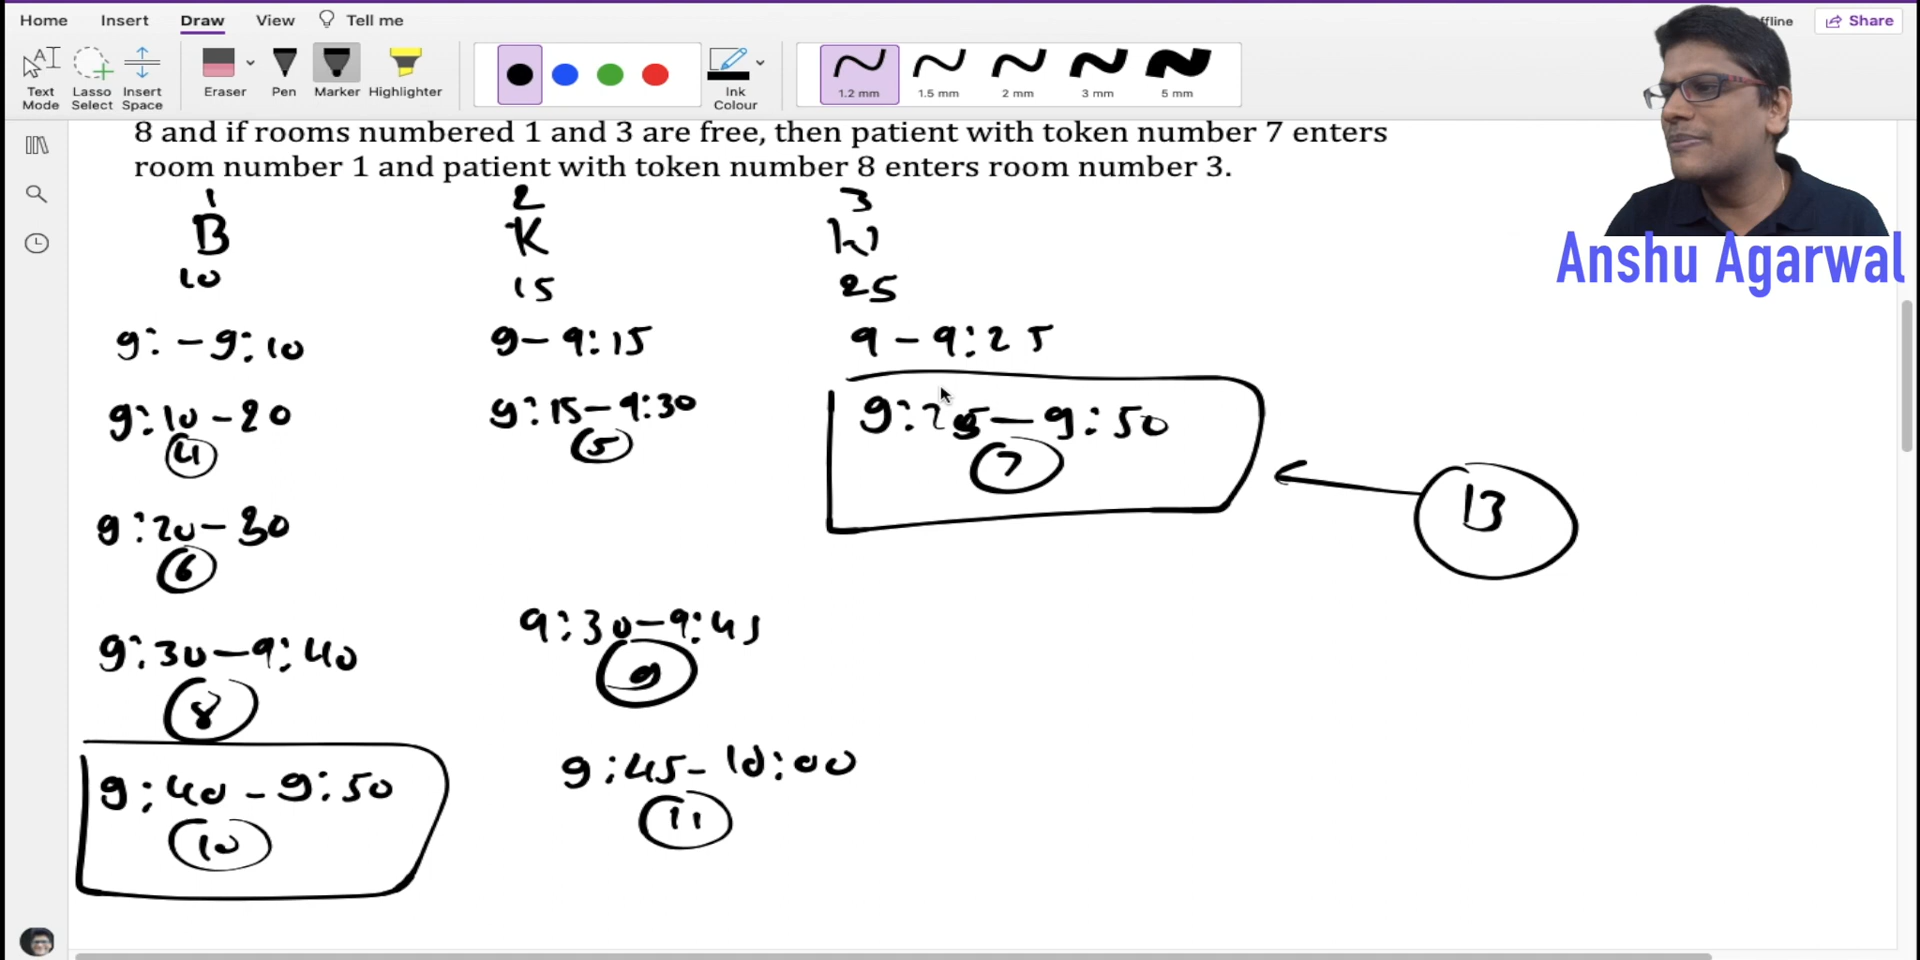 Home Insert Draw View Tell me
Share
Text Mode
Lasso Select
Insert Space
Eraser
Pen
Marker
Highlighter
Ink Colour
1.2 mm
1.5 mm
2 mm
3 mm
5 mm
8 and if rooms numbered 1 and 3 are free, then patient with token number 7 enters
room number 1 and patient with token number 8 enters room number 3.
Anshu Agarwal
1 2 3
B K W
10 15 25
9: - 9:10 9 - 9:15 9 - 9:25
9:10 - 20 9:15 - 9:30 9:25 - 9:50
4 5 7
9:20 - 30 B
6
9:30 - 9:40 9:30 - 9:45
8 9
9:40 - 9:50 9:45 - 10:00
10 11